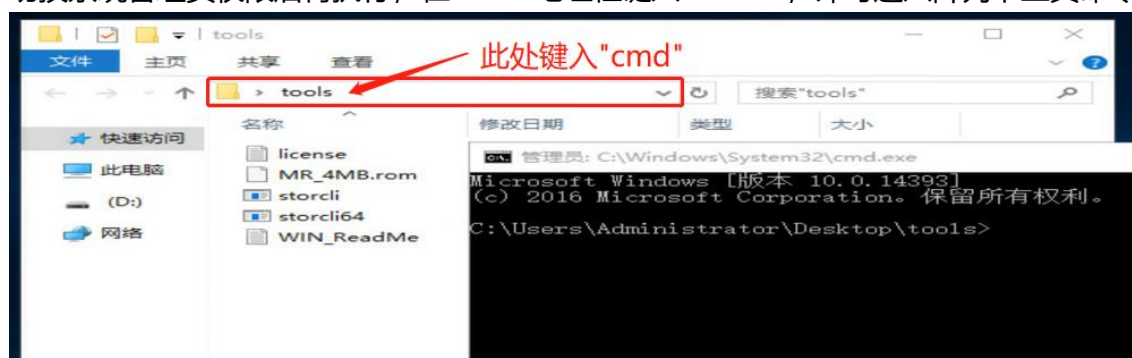 tools
文件 主页 共享 查看
此处键入"cmd"
> tools
搜索"tools"
名称 修改日期 类型 大小
快速访问
此电脑
(D:)
网络
license
MR_4MB.rom
storcli
storcli64
WIN_ReadMe
管理员: C:\Windows\System32\cmd.exe
Microsoft Windows [版本 10.0.14393]
(c) 2016 Microsoft Corporation。保留所有权利。
C:\Users\Administrator\Desktop\tools>